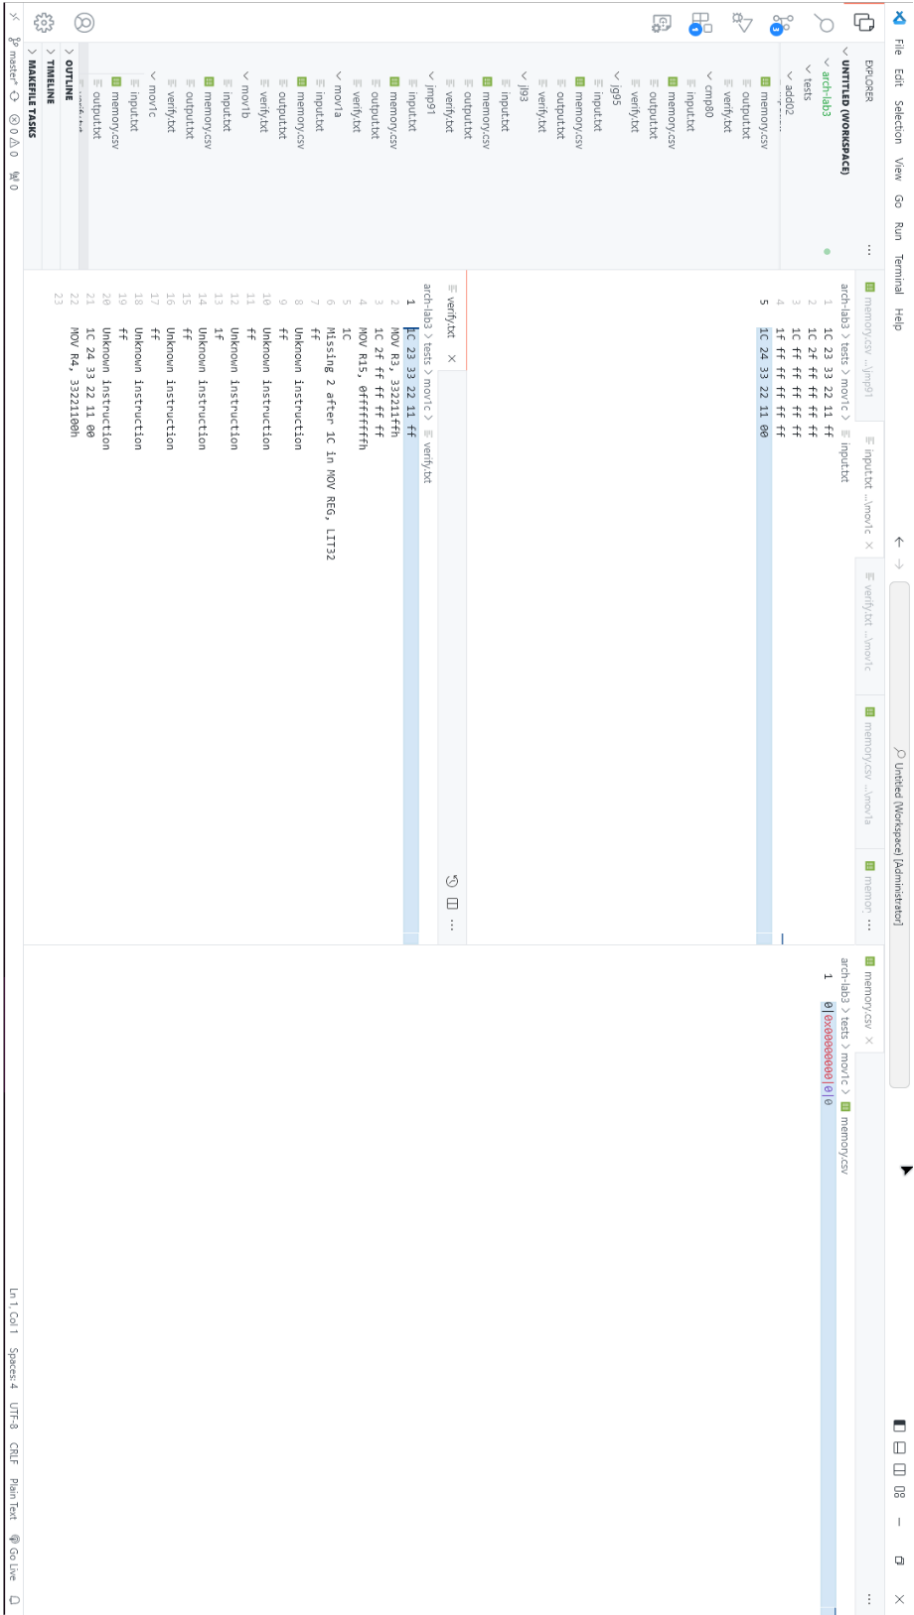 File Edit Selection View Go Run Terminal Help
Untitled (Workspace) [Administrator]
EXPLORER
UNTITLED (WORKSPACE)
arch-lab3
tests
add02
memory.csv
output.txt
verify.txt
cmp80
input.txt
memory.csv
output.txt
verify.txt
jg95
input.txt
memory.csv
output.txt
verify.txt
jl93
input.txt
memory.csv
output.txt
verify.txt
jmp91
input.txt
memory.csv
output.txt
verify.txt
mov1a
input.txt
memory.csv
output.txt
verify.txt
mov1b
input.txt
memory.csv
output.txt
verify.txt
mov1c
input.txt
memory.csv
output.txt
OUTLINE
TIMELINE
MAKEFILE TASKS
3
1
memory.csv ...\jmp91
input.txt ...\mov1c
verify.txt ...\mov1c
memory.csv ...\mov1a
arch-lab3 > tests > mov1c > input.txt
1 1C 23 33 22 11 ff
2 1C 2f ff ff ff ff
3 1C ff ff ff ff ff
4 1f ff ff ff ff ff
5 1C 24 33 22 11 00
verify.txt
arch-lab3 > tests > mov1c > verify.txt
1 1C 23 33 22 11 ff
2 MOV R3, 332211ffh
3 1C 2f ff ff ff ff
4 MOV R15, 0ffffffffh
5 1C
6 Missing 2 after 1C in MOV REG, LIT32
7 ff
8 Unknown instruction
9 ff
10 Unknown instruction
11 ff
12 Unknown instruction
13 1f
14 Unknown instruction
15 ff
16 Unknown instruction
17 ff
18 Unknown instruction
19 ff
20 Unknown instruction
21 1C 24 33 22 11 00
22 MOV R4, 33221100h
23
memory.csv
arch-lab3 > tests > mov1c > memory.csv
1 0|0x00000000|0|0
master* 0 0 0 Ln 1, Col 1 Spaces: 4 UTF-8 CRLF Plain Text Go Live